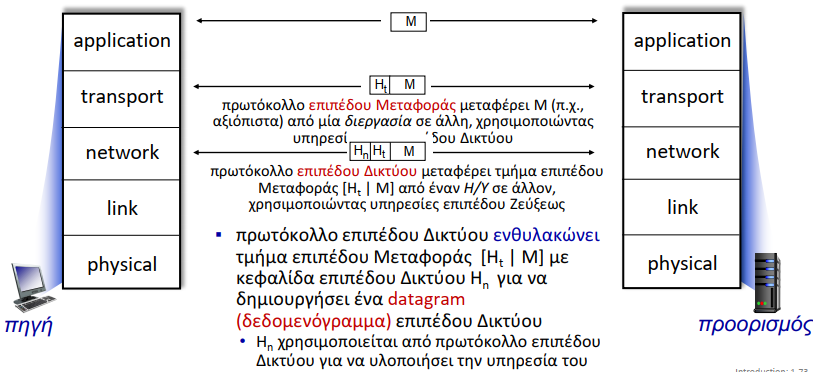 application
transport
network
link
physical
πηγή
M
Ht M
πρωτόκολλο επιπέδου Μεταφοράς μεταφέρει M (π.χ.,
αξιόπιστα) από μία διεργασία σε άλλη, χρησιμοποιώντας
Δικτύου
Hn Ht M
πρωτόκολλο επιπέδου Δικτύου μεταφέρει τμήμα επιπέδου
Μεταφοράς [Ht | M] από έναν Η/Υ σε άλλον,
χρησιμοποιώντας υπηρεσίες επιπέδου Ζεύξεως
▪ πρωτόκολλο επιπέδου Δικτύου ενθυλακώνει
τμήμα επιπέδου Μεταφοράς [Ht | M] με
κεφαλίδα επιπέδου Δικτύου Hn για να
δημιουργήσει ένα datagram
(δεδομενόγραμμα) επιπέδου Δικτύου
• Hn χρησιμοποιείται από πρωτόκολλο επιπέδου
Δικτύου για να υλοποιήσει την υπηρεσία του
application
transport
network
link
physical
προορισμός